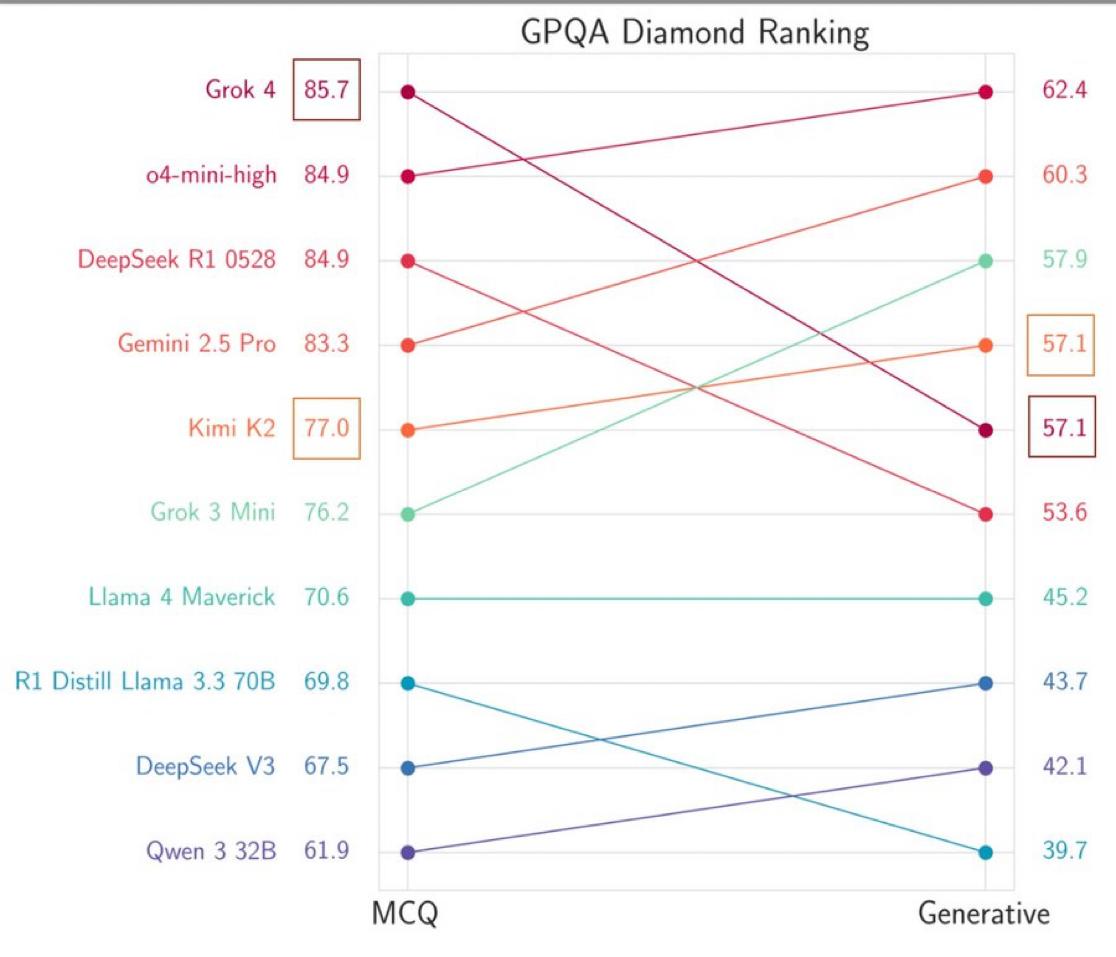 GPQA Diamond Ranking
Grok 4 85.7 62.4
o4-mini-high 84.9 60.3
DeepSeek R1 0528 84.9 57.9
Gemini 2.5 Pro 83.3 57.1
Kimi K2 77.0 57.1
Grok 3 Mini 76.2 53.6
Llama 4 Maverick 70.6 45.2
R1 Distill Llama 3.3 70B 69.8 43.7
DeepSeek V3 67.5 42.1
Qwen 3 32B 61.9 39.7
MCQ Generative